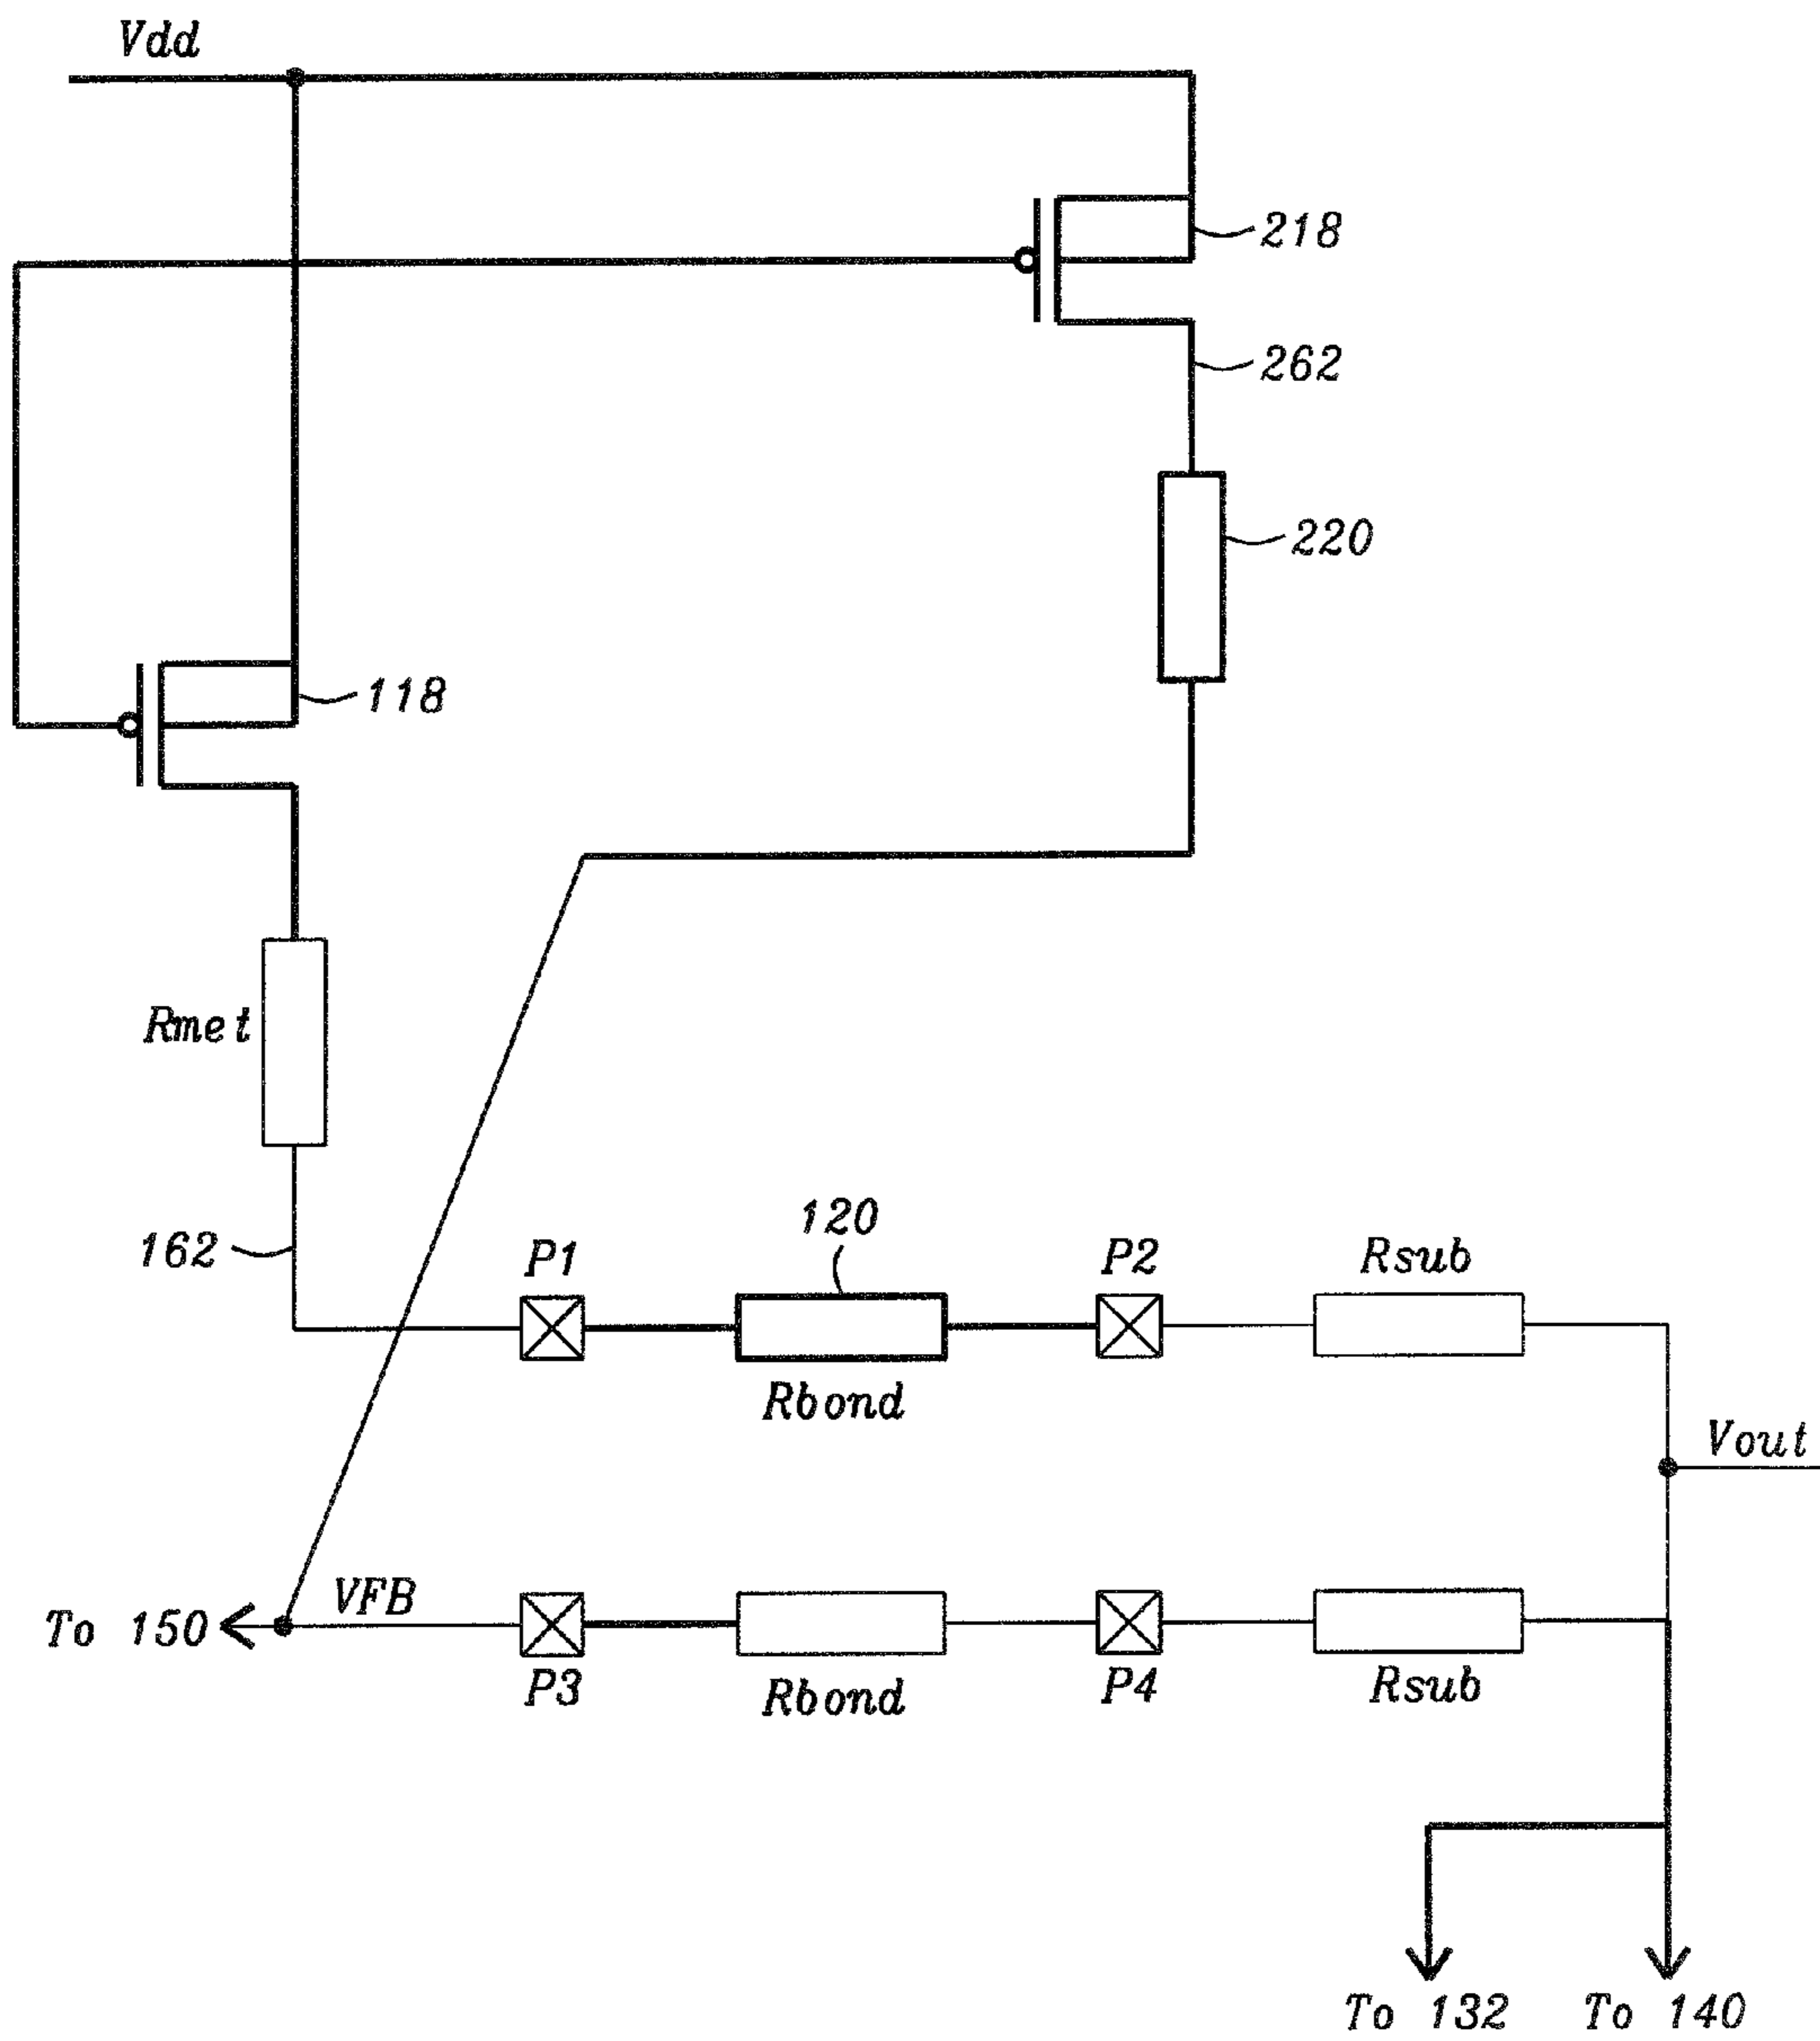 Vdd
218
262
220
118
Rmet
162
P1
120
P2
Rsub
Rbond
Vout
To 150
VFB
P3
Rbond
P4
Rsub
To 132
To 140